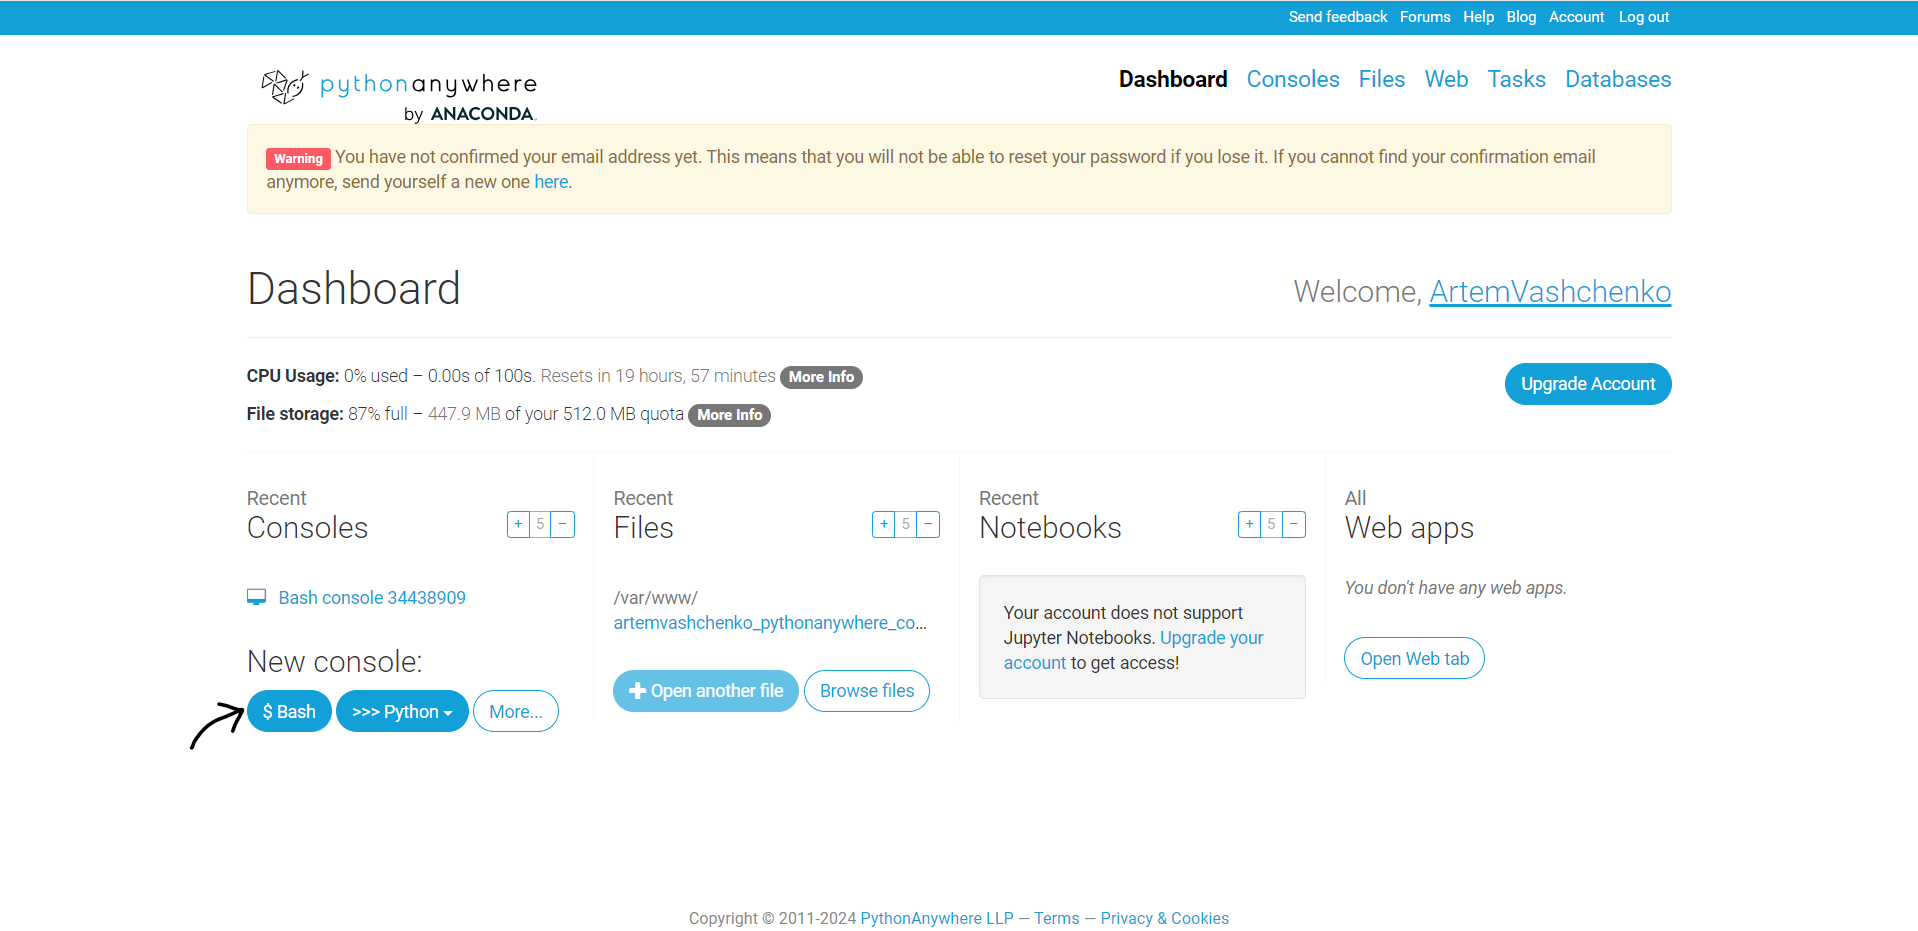 Send feedback Forums Help Blog Account Log out
pythonanywhere
by ANACONDA.
Dashboard Consoles Files Web Tasks Databases
Warning You have not confirmed your email address yet. This means that you will not be able to reset your password if you lose it. If you cannot find your confirmation email
anymore, send yourself a new one here.
Dashboard
Welcome, ArtemVashchenko
CPU Usage: 0% used – 0.00s of 100s. Resets in 19 hours, 57 minutes More Info
Upgrade Account
File storage: 87% full – 447.9 MB of your 512.0 MB quota More Info
Recent
Consoles
+ 5 −
Bash console 34438909
New console:
$ Bash >>> Python More...
Recent
Files
+ 5 −
/var/www/
artemvashchenko_pythonanywhere_co...
Open another file Browse files
Recent
Notebooks
+ 5 −
Your account does not support
Jupyter Notebooks. Upgrade your
account to get access!
All
Web apps
You don't have any web apps.
Open Web tab
Copyright © 2011-2024 PythonAnywhere LLP — Terms — Privacy & Cookies